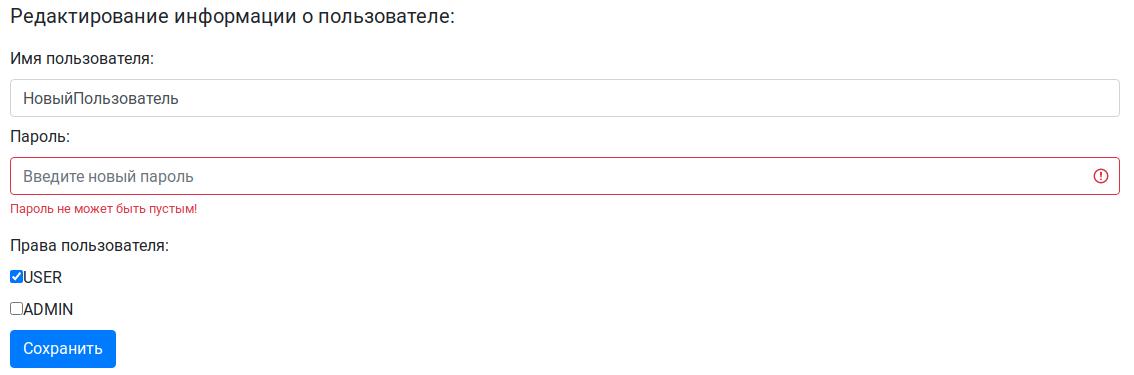 Редактирование информации о пользователе:
Имя пользователя:
НовыйПользователь
Пароль:
Введите новый пароль
Пароль не может быть пустым!
Права пользователя:
USER
ADMIN
Сохранить